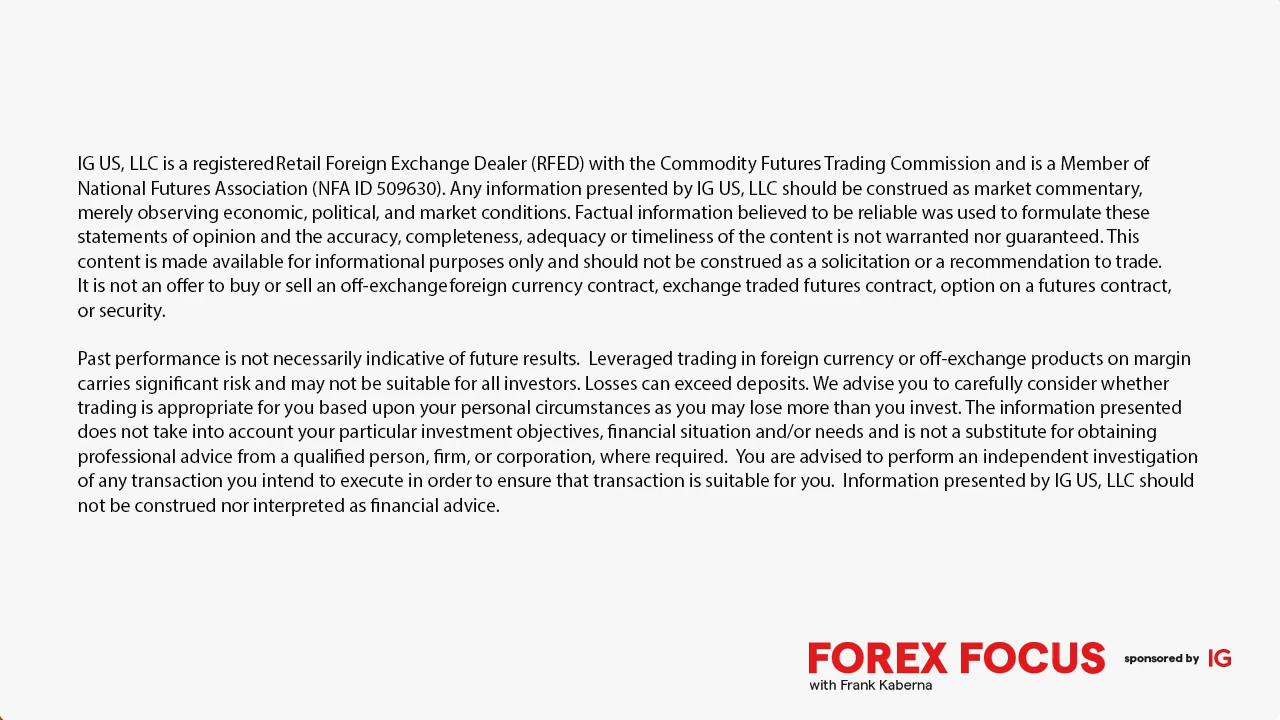 IG US, LLC is a registered Retail Foreign Exchange Dealer (RFED) with the Commodity Futures Trading Commission and is a Member of
National Futures Association (NFA ID 509630). Any information presented by IG US, LLC should be construed as market commentary,
merely observing economic, political, and market conditions. Factual information believed to be reliable was used to formulate these
statements of opinion and the accuracy, completeness, adequacy or timeliness of the content is not warranted nor guaranteed. This
content is made available for informational purposes only and should not be construed as a solicitation or a recommendation to trade.
It is not an offer to buy or sell an off-exchange foreign currency contract, exchange traded futures contract, option on a futures contract,
or security.
Past performance is not necessarily indicative of future results. Leveraged trading in foreign currency or off-exchange products on margin
carries significant risk and may not be suitable for all investors. Losses can exceed deposits. We advise you to carefully consider whether
trading is appropriate for you based upon your personal circumstances as you may lose more than you invest. The information presented
does not take into account your particular investment objectives, financial situation and/or needs and is not a substitute for obtaining
professional advice from a qualified person, firm, or corporation, where required. You are advised to perform an independent investigation
of any transaction you intend to execute in order to ensure that transaction is suitable for you. Information presented by IG US, LLC should
not be construed nor interpreted as financial advice.
FOREX FOCUS sponsored by IG
with Frank Kaberna